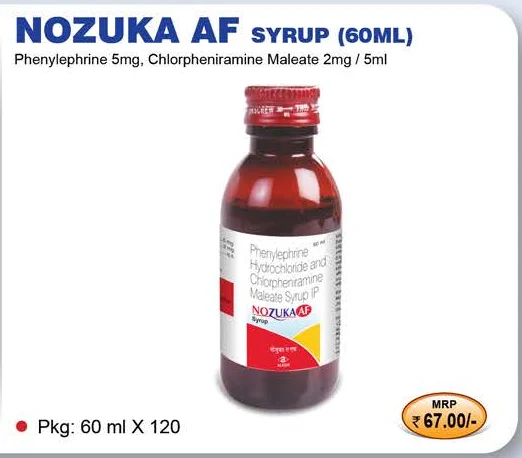 NOZUKA AF SYRUP (60ML)
Phenylephrine 5mg, Chlorpheniramine Maleate 2mg / 5ml
60 ml
Phenylephrine
Hydrochloride and
Chlorpheniramine
Maleate Syrup IP
NOZUKA AF
Syrup
Pkg: 60 ml X 120
MRP
₹ 67.00/-